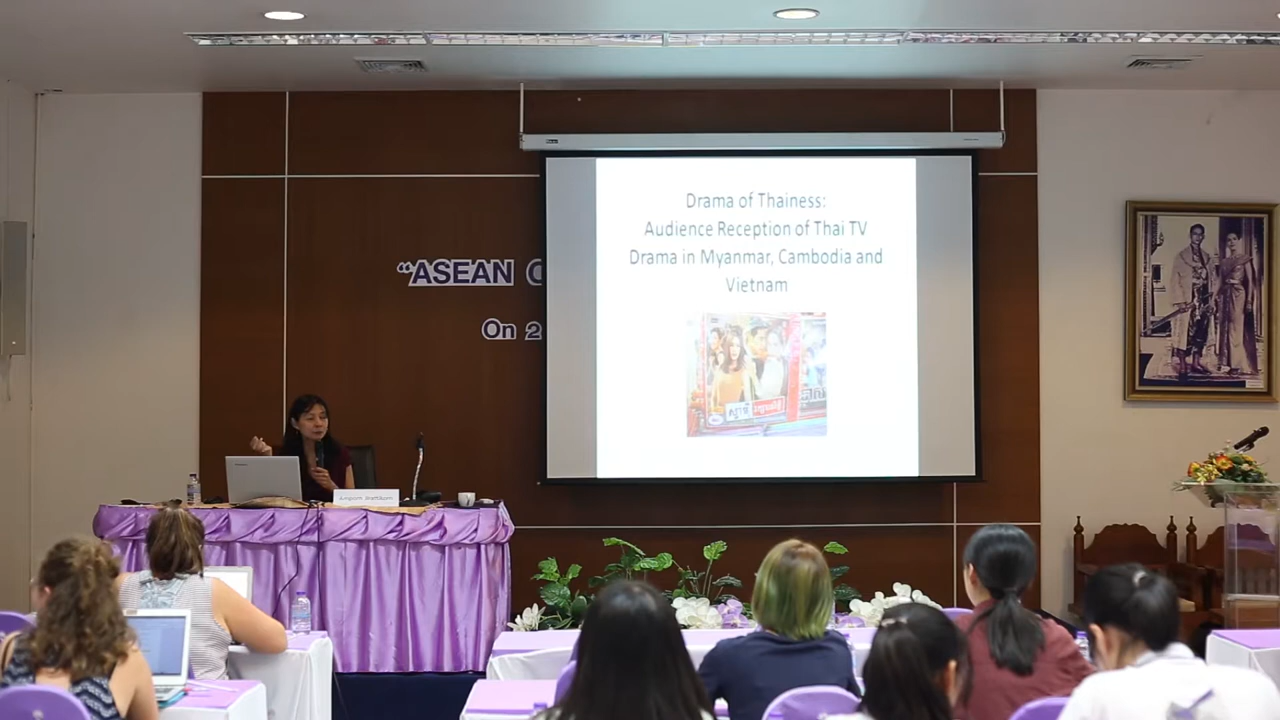 Drama of Thainess:
Audience Reception of Thai TV
Drama in Myanmar, Cambodia and
Vietnam
“ASEAN
On 2